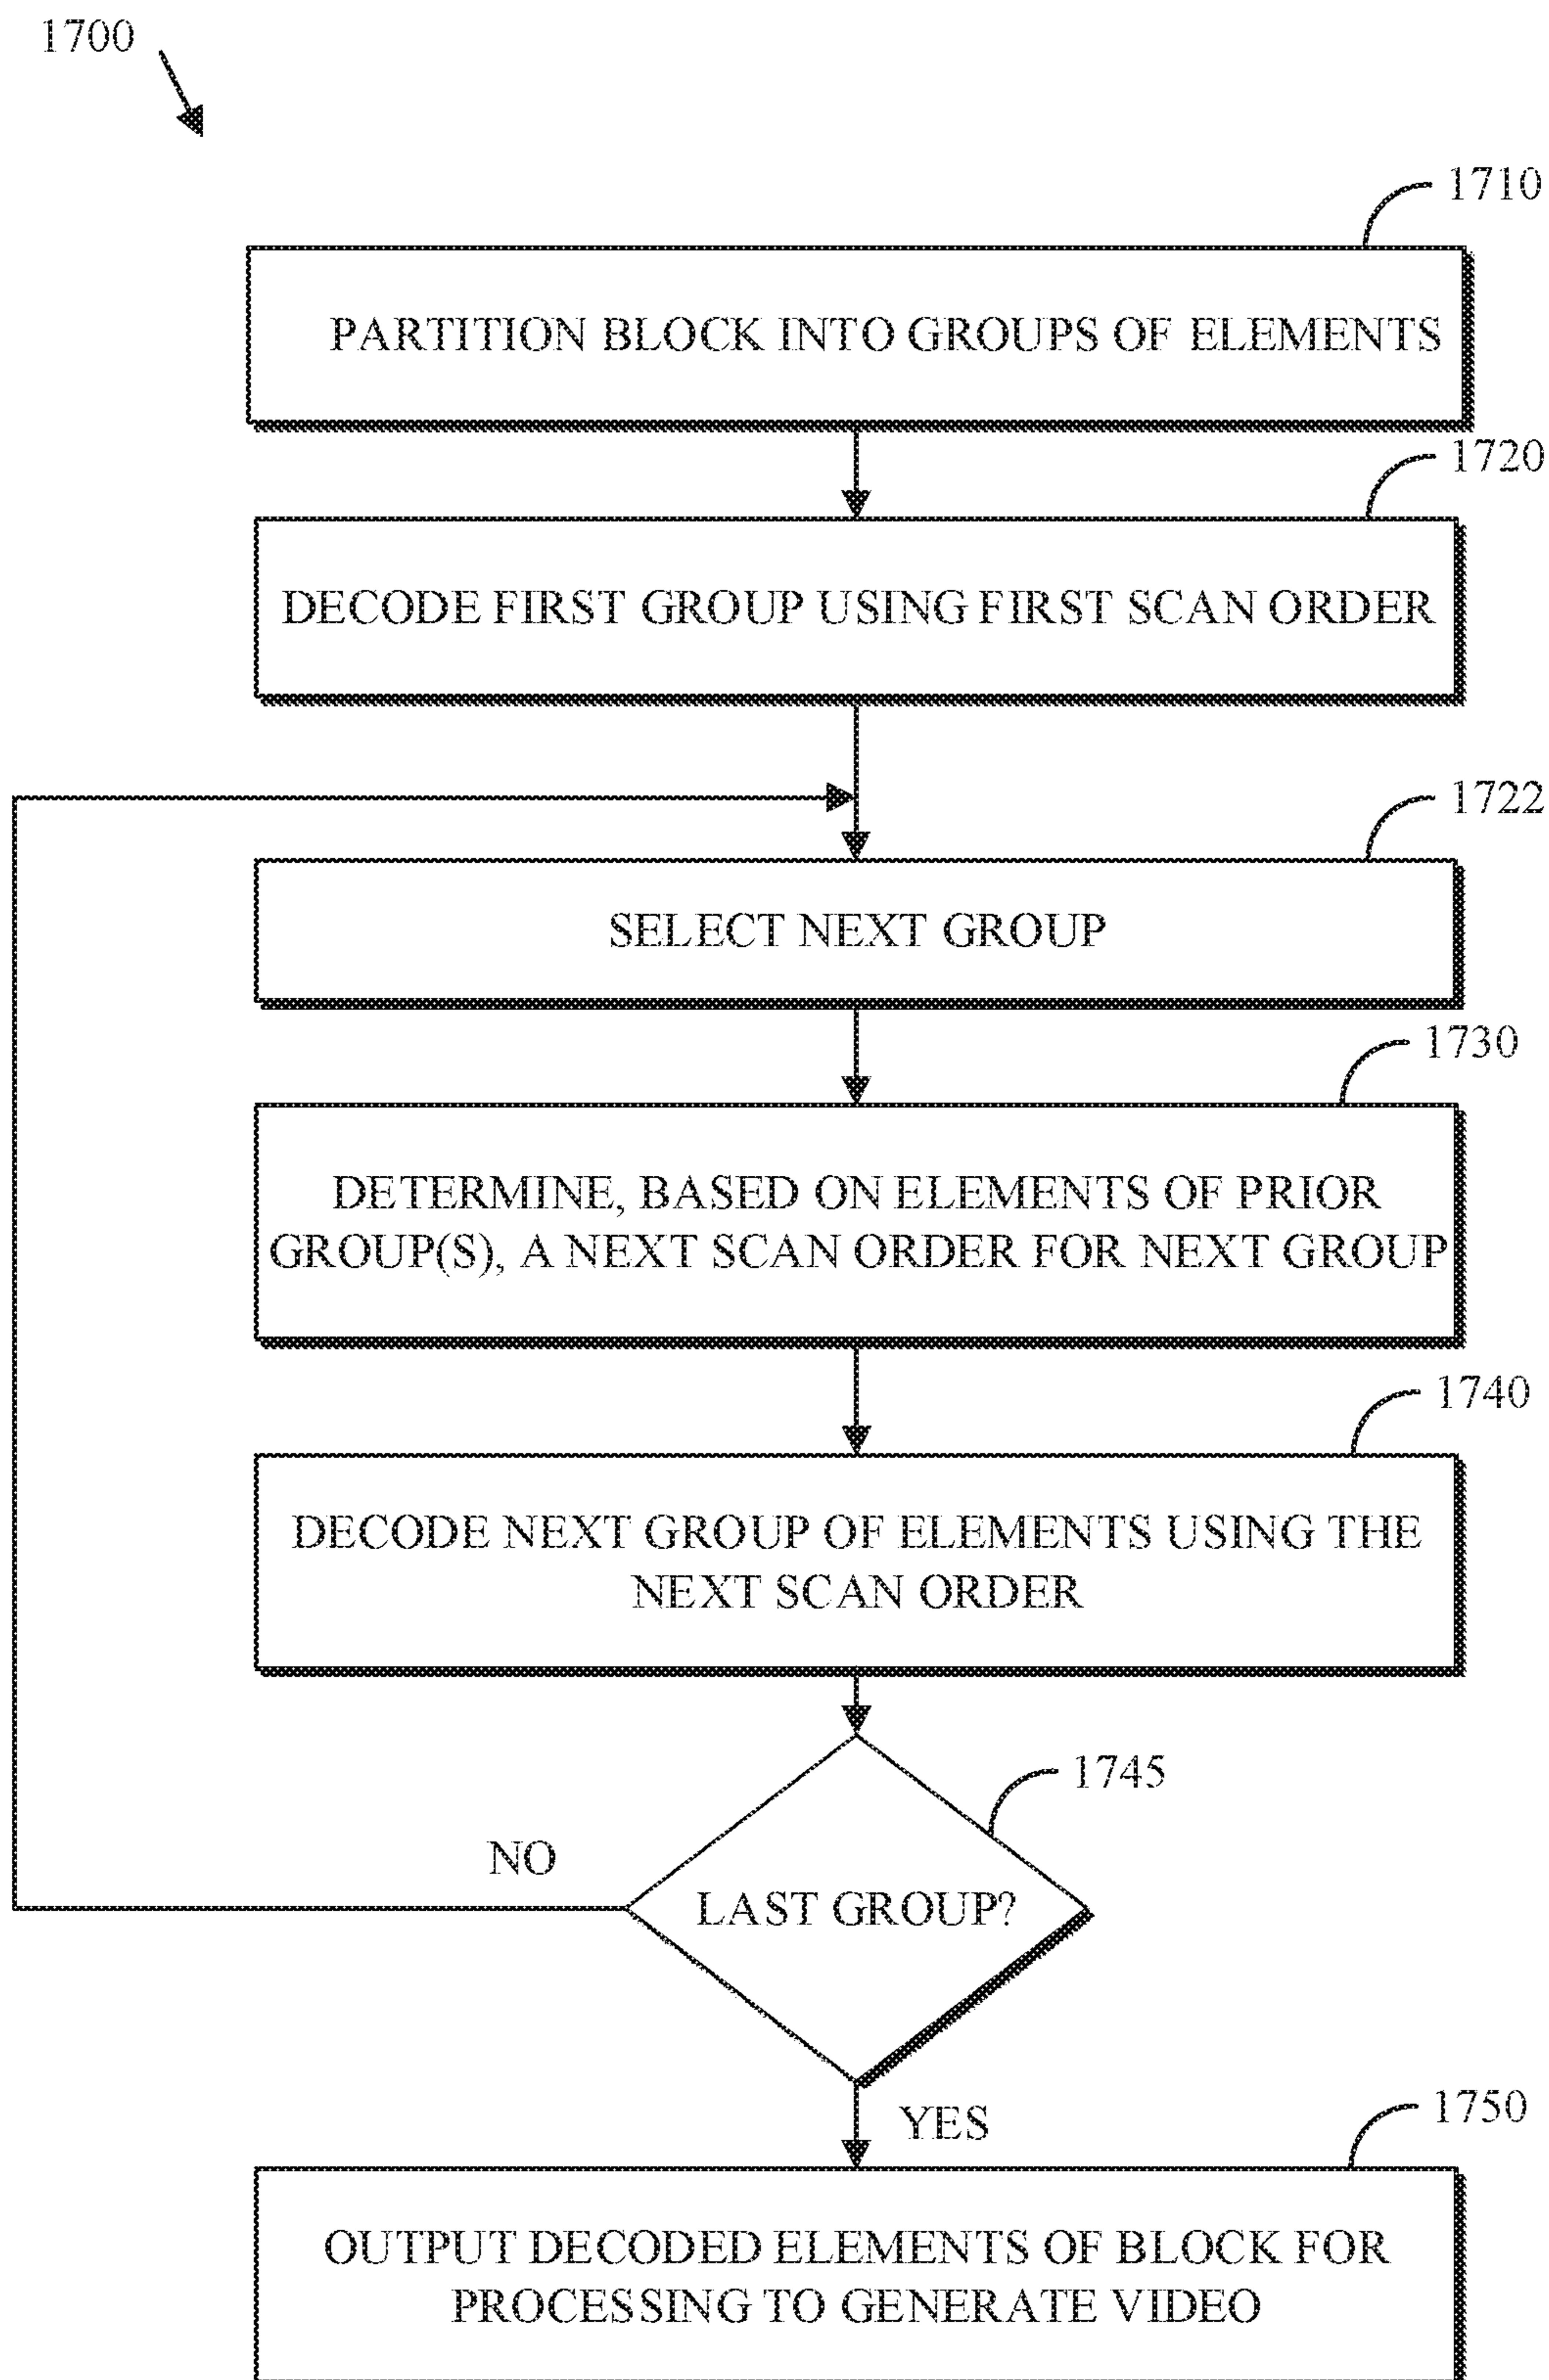 1700
1710
PARTITION BLOCK INTO GROUPS OF ELEMENTS
1720
DECODE FIRST GROUP USING FIRST SCAN ORDER
1722
SELECT NEXT GROUP
1730
DETERMINE, BASED ON ELEMENTS OF PRIOR
GROUP(S), A NEXT SCAN ORDER FOR NEXT GROUP
1740
DECODE NEXT GROUP OF ELEMENTS USING THE
NEXT SCAN ORDER
1745
NO
LAST GROUP?
YES
1750
OUTPUT DECODED ELEMENTS OF BLOCK FOR
PROCESSING TO GENERATE VIDEO